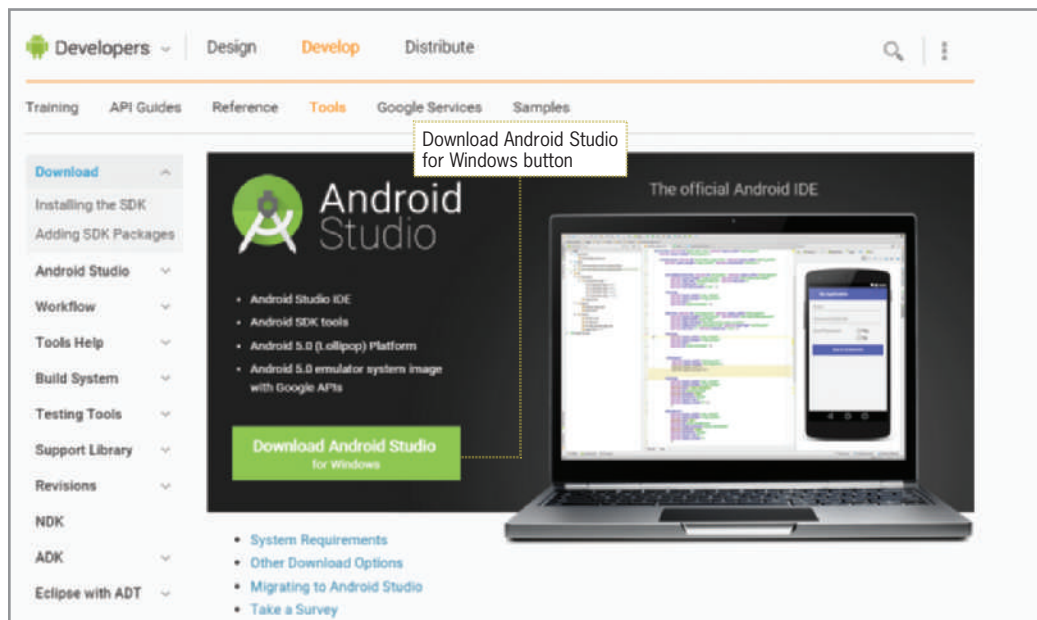 Developers Design Develop Distribute
Training API Guides Reference Tools Google Services Samples
Download Android Studio
for Windows button
Download
Installing the SDK
Adding SDK Packages
Android Studio
Workflow
Tools Help
Build System
Testing Tools
Support Library
Revisions
NDK
ADK
Eclipse with ADT
Android
Studio
The official Android IDE
• Android Studio IDE
• Android SDK tools
• Android 5.0 (Lollipop) Platform
• Android 5.0 emulator system image
with Google APIs
Download Android Studio
for Windows
• System Requirements
• Other Download Options
• Migrating to Android Studio
• Take a Survey